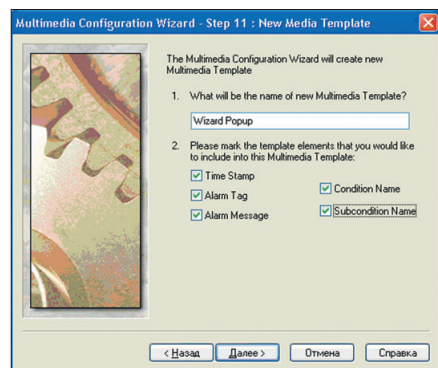 Multimedia Configuration Wizard - Step 11 : New Media Template
The Multimedia Configuration Wizard will create new
Multimedia Template
1. What will be the name of new Multimedia Template?
Wizard Popup
2. Please mark the template elements that you would like
to include into this Multimedia Template:
Time Stamp
Alarm Tag
Alarm Message
Condition Name
Subcondition Name
< Назад
Далее >
Отмена
Справка